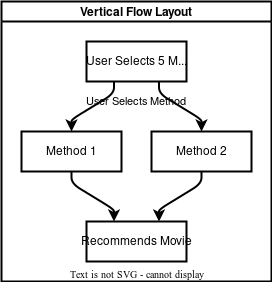 Vertical Flow Layout
User Selects 5 M...
User Selects Method
Method 1
Method 2
Recommends Movie
Text is not SVG - cannot display